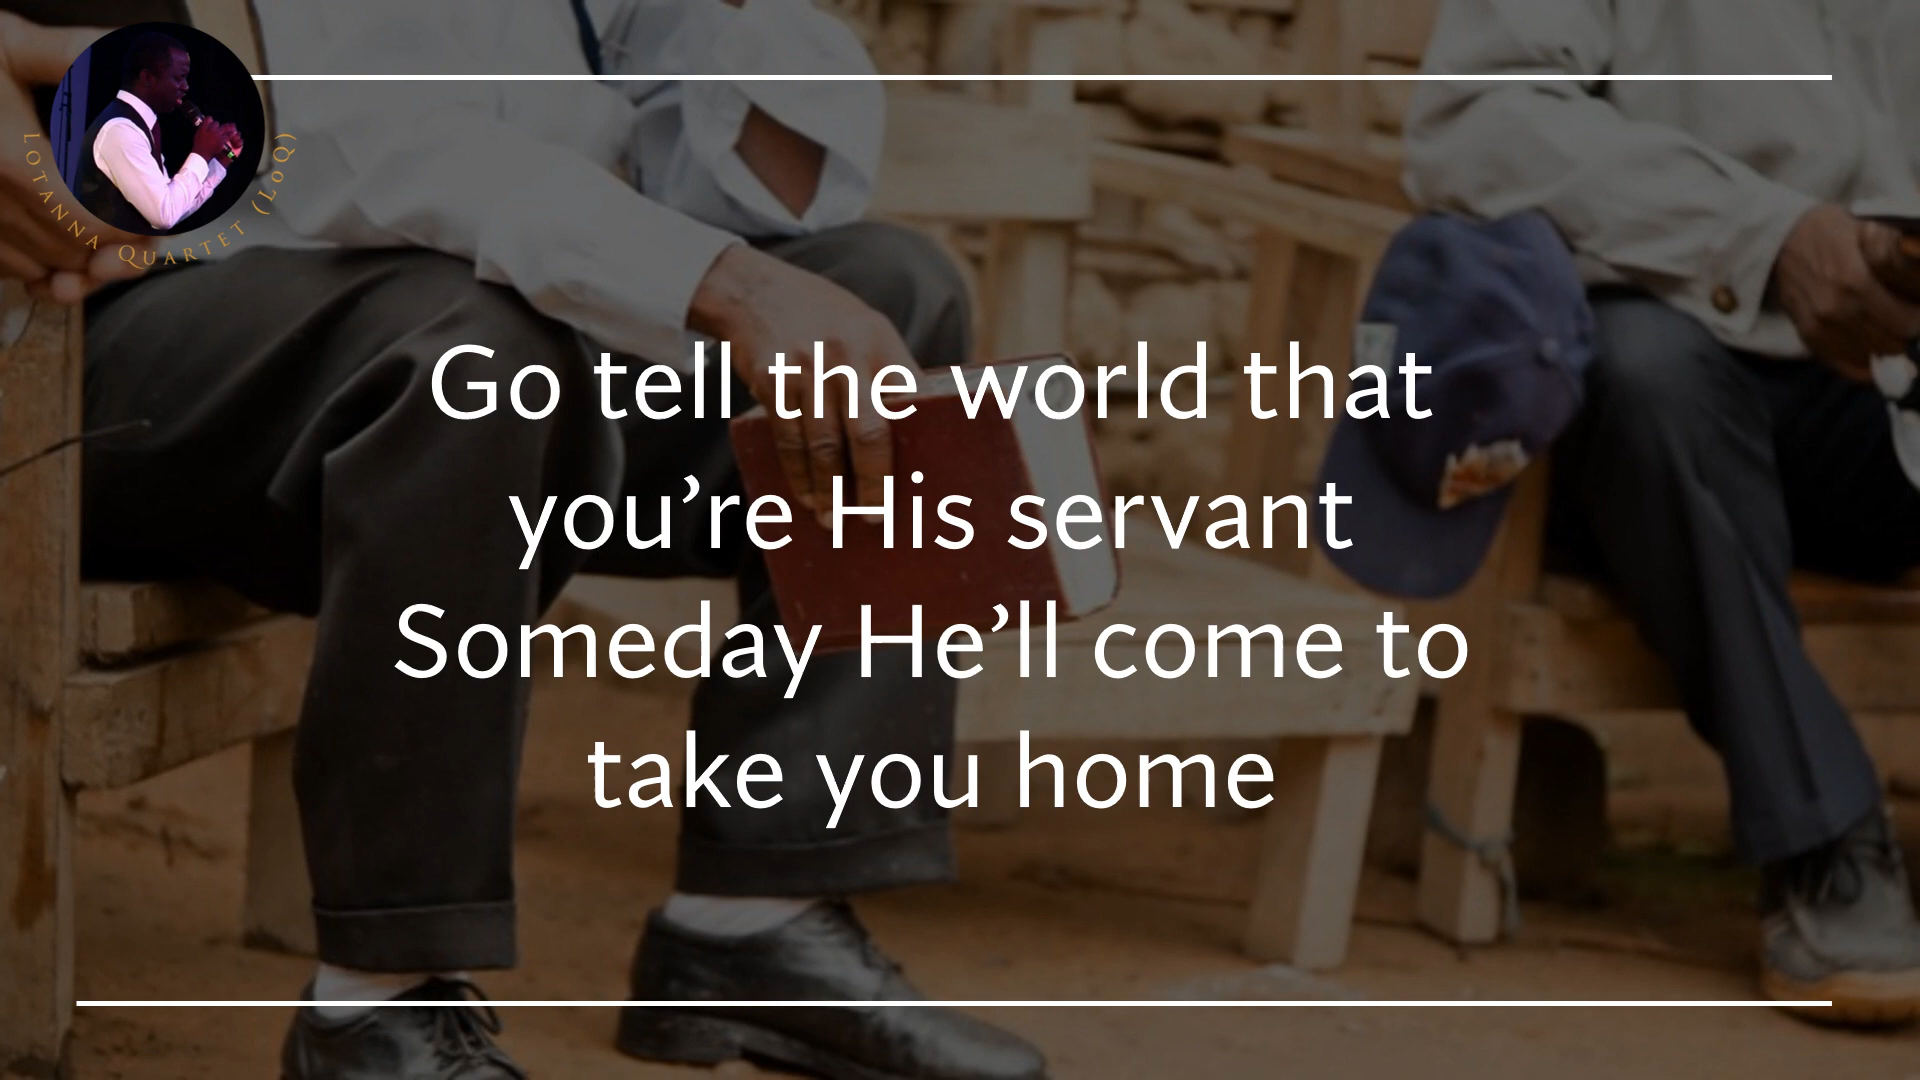 LOTANNA QUARTET (LOQ)
Go tell the world that
you’re His servant
Someday He’ll come to
take you home